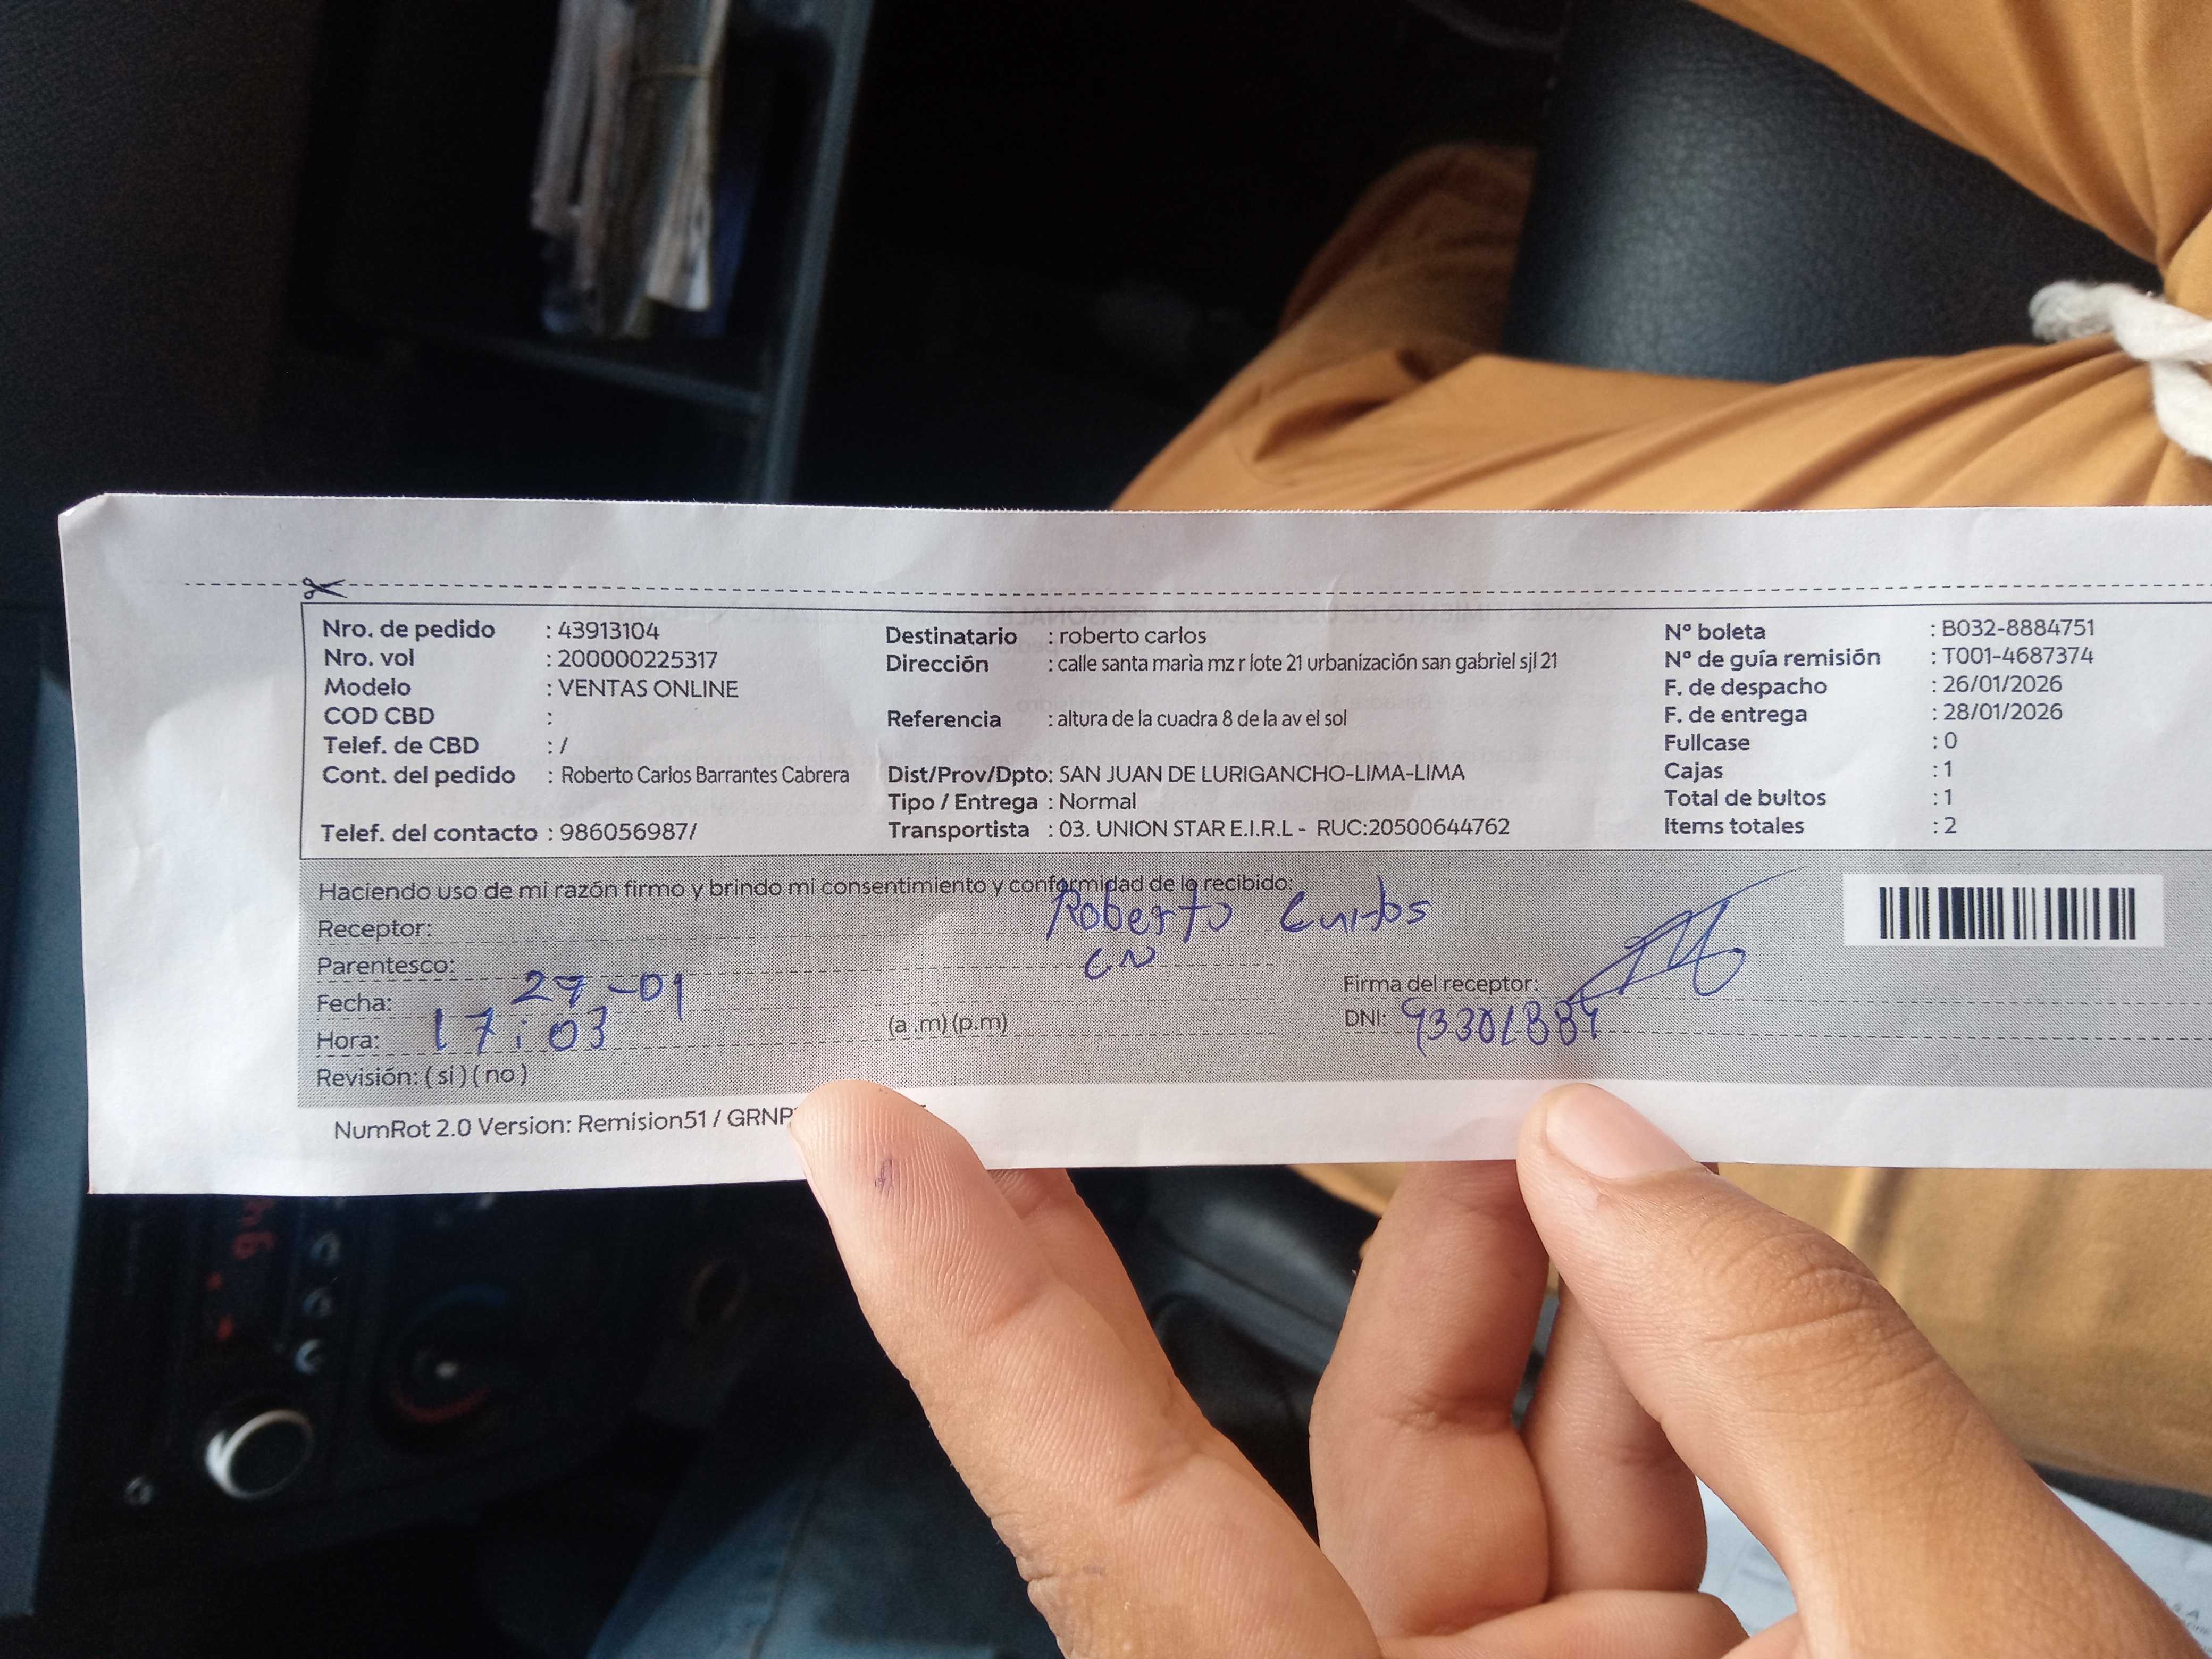 Nro. de pedido : 43913104
Nro. vol : 200000225317
Modelo : VENTAS ONLINE
COD CBD :
Telef. de CBD : /
Cont. del pedido : Roberto Carlos Barrantes Cabrera
Telef. del contacto : 986056987/
Destinatario : roberto carlos
Dirección : calle santa maria mz r lote 21 urbanización san gabriel sjl 21
Referencia : altura de la cuadra 8 de la av el sol
Dist/Prov/Dpto: SAN JUAN DE LURIGANCHO-LIMA-LIMA
Tipo / Entrega : Normal
Transportista : 03. UNION STAR E.I.R.L - RUC:20500644762
Nº boleta : B032-8884751
Nº de guía remisión : T001-4687374
F. de despacho : 26/01/2026
F. de entrega : 28/01/2026
Fullcase : 0
Cajas : 1
Total de bultos : 1
Items totales : 2
Haciendo uso de mi razón firmo y brindo mi consentimiento y conformidad de lo recibido:
Receptor: Roberto Carlos
Parentesco:
Fecha: 27-01
Hora: 17:03 (a .m) (p.m)
Revisión: ( si ) ( no )
Firma del receptor:
DNI:
NumRot 2.0 Version: Remision51 /